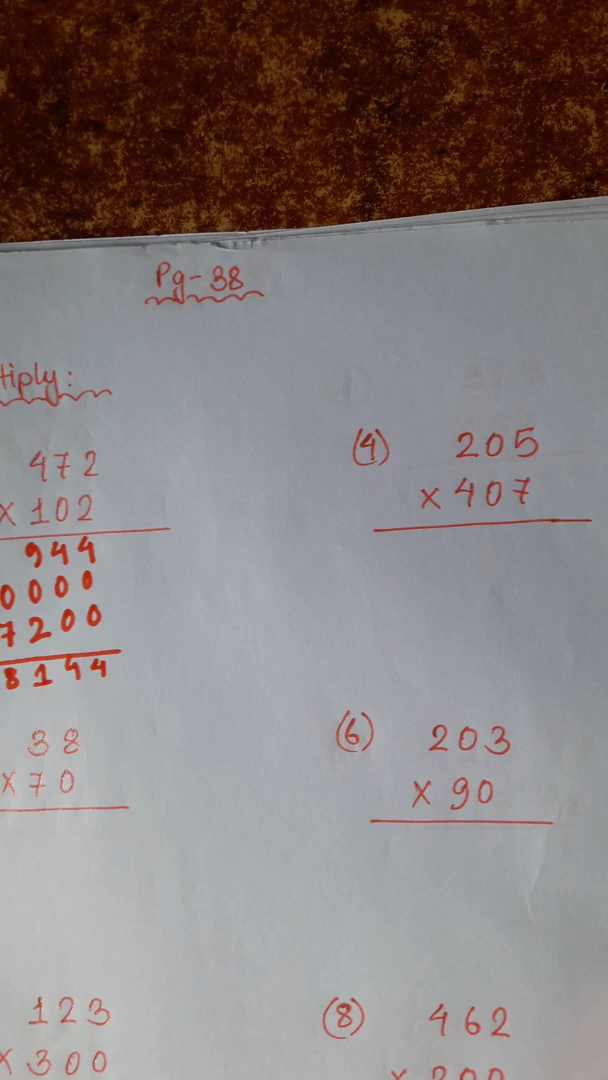 Pg-38
tiply:
472
x 102
944
0000
7200
8144
(4) 205
x 407
38
x 70
(6) 203
x 90
123
x 300
(8) 462